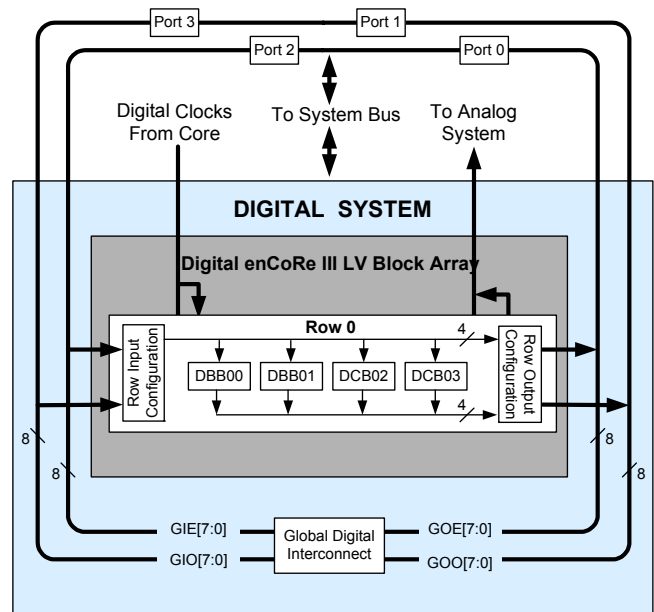 Port 3
Port 1
Port 2
Port 0
Digital Clocks
From Core
To System Bus
To Analog
System
DIGITAL SYSTEM
Digital enCoRe III LV Block Array
Row 0
4
Row Input
Configuration
DBB00
DBB01
DCB02
DCB03
Row Output
Configuration
4
8
8
8
8
GIE[7:0]
GIO[7:0]
Global Digital
Interconnect
GOE[7:0]
GOO[7:0]